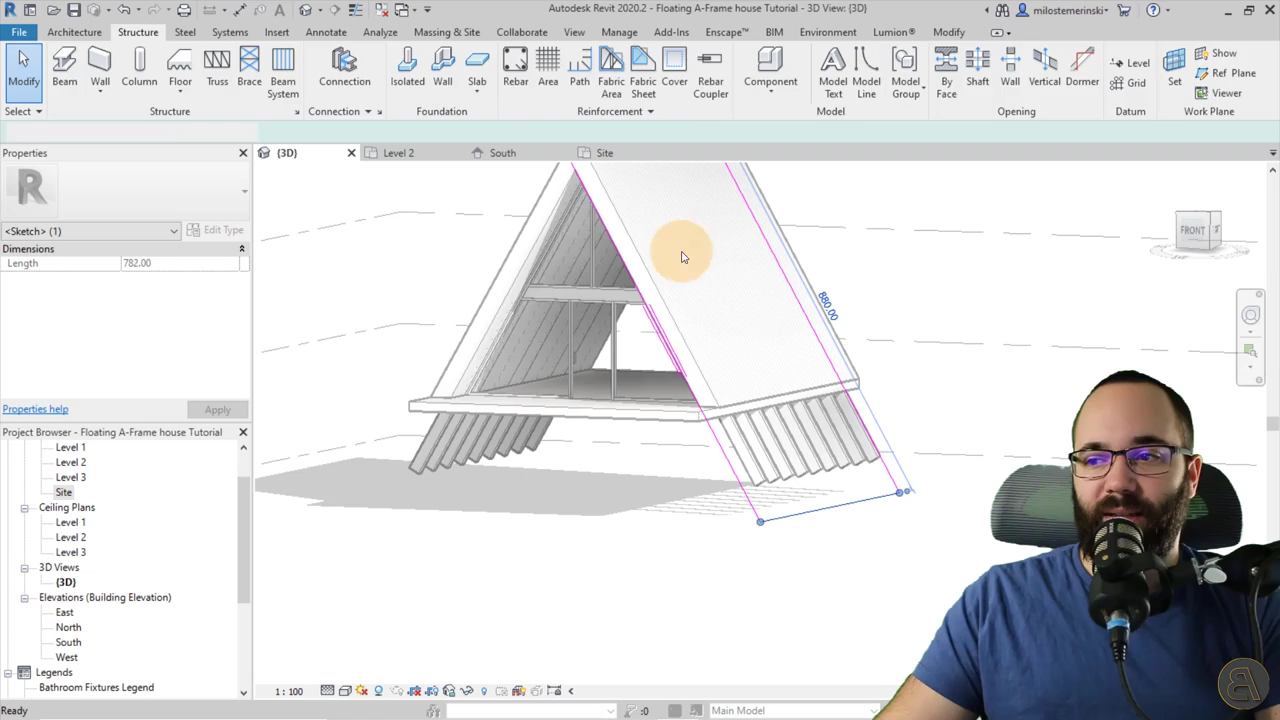 Autodesk Revit 2020.2 - Floating A-Frame house Tutorial - 3D View: {3D}
milostemerinski
File Architecture Structure Steel Systems Insert Annotate Analyze Massing & Site Collaborate View Manage Add-Ins Enscape™ BIM Environment Lumion® Modify
Modify Beam Wall Column Floor Truss Brace Beam System Connection Isolated Wall Slab Rebar Area Path Fabric Area Fabric Sheet Cover Rebar Coupler Component Model Text Model Line Model Group By Face Shaft Wall Vertical Dormer Level Grid Set Show Ref Plane Viewer
Select Structure Connection Foundation Reinforcement Model Opening Datum Work Plane
Properties
{3D} Level 2 South Site
R
<Sketch> (1) Edit Type
Dimensions
Length 782.00
FRONT
880.00
Properties help Apply
Project Browser - Floating A-Frame house Tutorial
Level 1
Level 2
Level 3
Site
Ceiling Plans
Level 1
Level 2
Level 3
3D Views
{3D}
Elevations (Building Elevation)
East
North
South
West
Legends
Bathroom Fixtures Legend
1 : 100
Ready
:0
Main Model